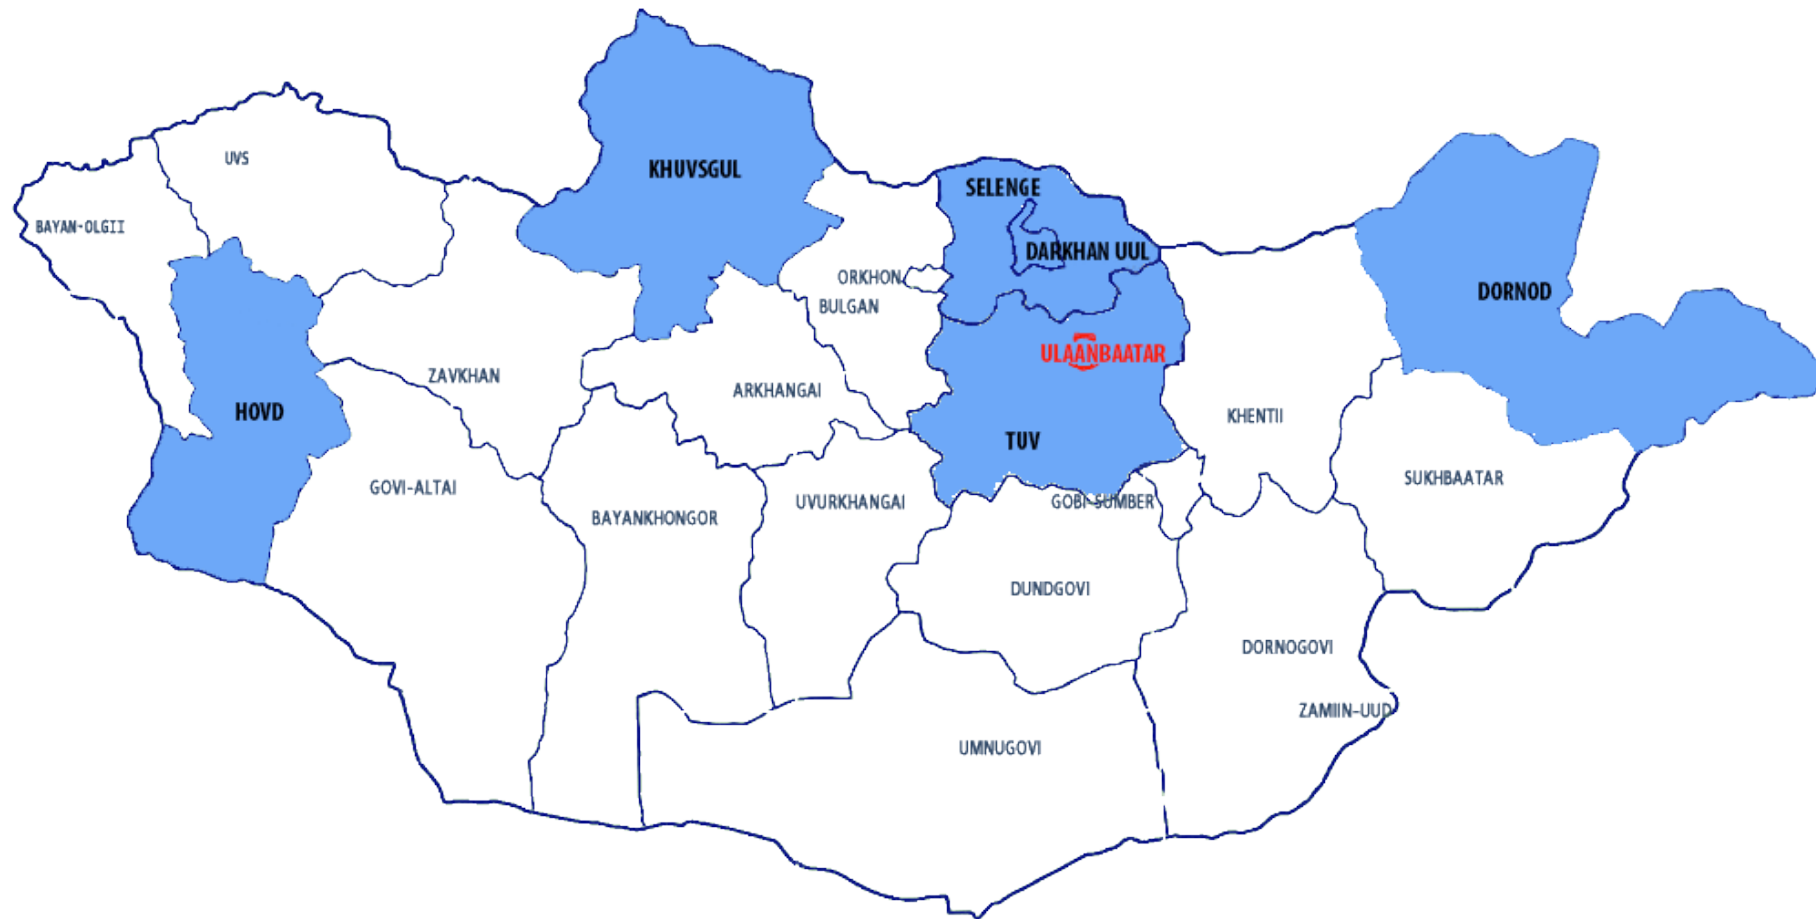 UVS
KHUVSGUL
SELENGE
BAYAN-OLGII
DARKHAN UUL
ORKHON
BULGAN
DORNOD
ULAANBAATAR
ZAVKHAN
ARKHANGAI
HOVD
KHENTII
TUV
GOVI-ALTAI
BAYANKHONGOR
UVURKHANGAI
GOBI-SUMBER
SUKHBAATAR
DUNDGOVI
DORNOGOVI
ZAMIIN-UUD
UMNUGOVI